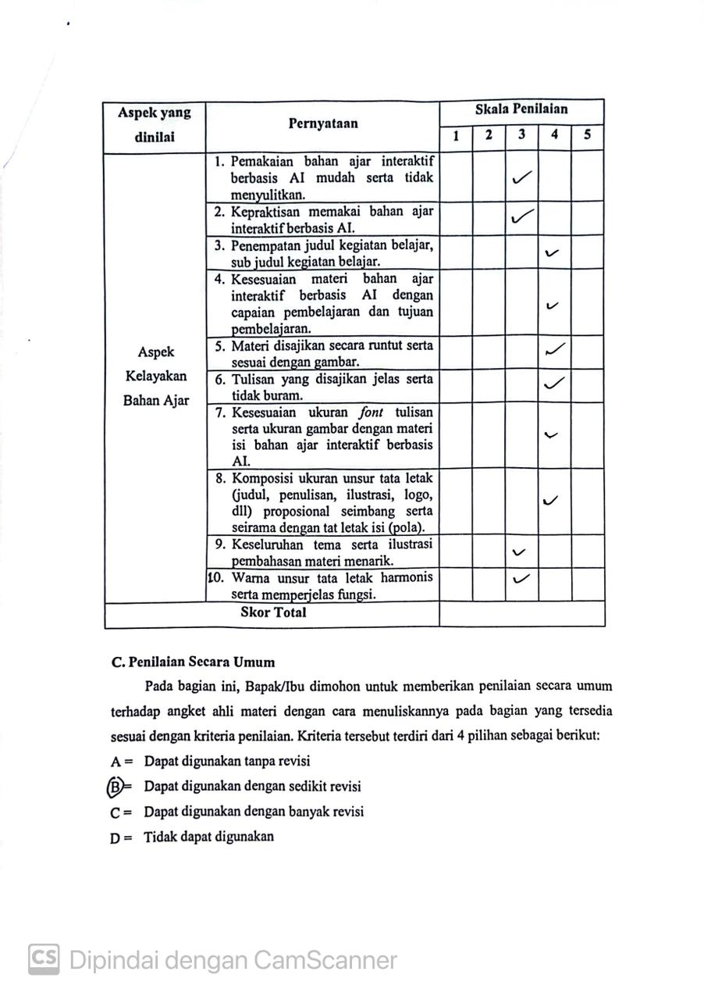 Aspek yang dinilai
Pernyataan
Skala Penilaian
1 2 3 4 5
Aspek
Kelayakan
Bahan Ajar
1. Pemakaian bahan ajar interaktif
berbasis AI mudah serta tidak
menyulitkan.
✓
2. Kepraktisan memakai bahan ajar
interaktif berbasis AI.
✓
3. Penempatan judul kegiatan belajar,
sub judul kegiatan belajar.
✓
4. Kesesuaian materi bahan ajar
interaktif berbasis AI dengan
capaian pembelajaran dan tujuan
pembelajaran.
✓
5. Materi disajikan secara runtut serta
sesuai dengan gambar.
✓
6. Tulisan yang disajikan jelas serta
tidak buram.
✓
7. Kesesuaian ukuran font tulisan
serta ukuran gambar dengan materi
isi bahan ajar interaktif berbasis
AI.
✓
8. Komposisi ukuran unsur tata letak
(judul, penulisan, ilustrasi, logo,
dll) proposional seimbang serta
seirama dengan tat letak isi (pola).
✓
9. Keseluruhan tema serta ilustrasi
pembahasan materi menarik.
✓
10. Warna unsur tata letak harmonis
serta memperjelas fungsi.
✓
Skor Total
C. Penilaian Secara Umum
Pada bagian ini, Bapak/Ibu dimohon untuk memberikan penilaian secara umum
terhadap angket ahli materi dengan cara menuliskannya pada bagian yang tersedia
sesuai dengan kriteria penilaian. Kriteria tersebut terdiri dari 4 pilihan sebagai berikut:
A = Dapat digunakan tanpa revisi
B = Dapat digunakan dengan sedikit revisi
C = Dapat digunakan dengan banyak revisi
D = Tidak dapat digunakan
CS Dipindai dengan CamScanner